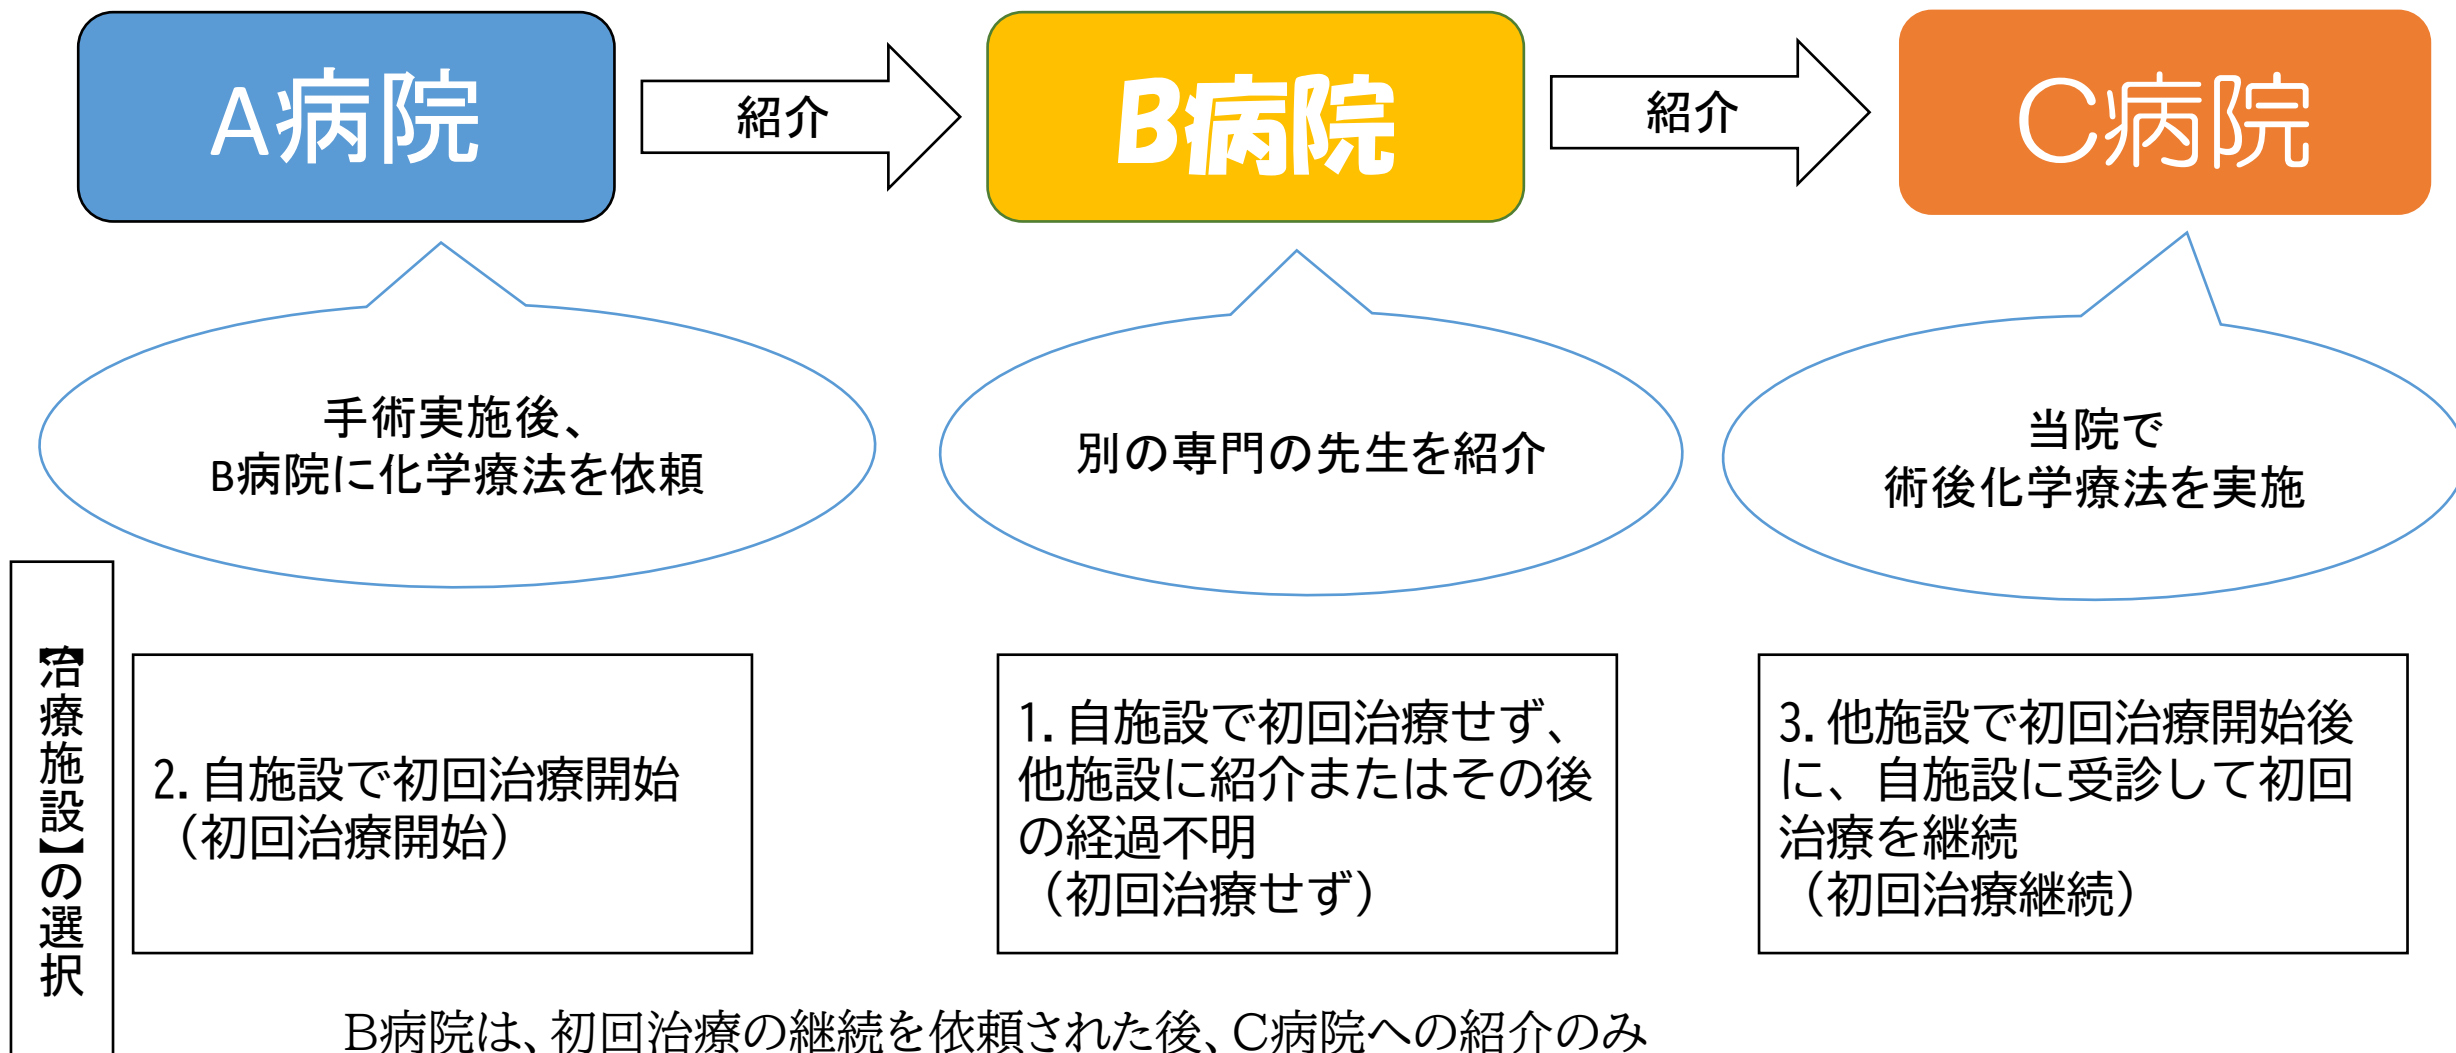 A病院
紹介
B病院
紹介
C病院
手術実施後、
B病院に化学療法を依頼
別の専門の先生を紹介
当院で
術後化学療法を実施
【治療施設】の選択
2.自施設で初回治療開始
（初回治療開始）
1.自施設で初回治療せず、
他施設に紹介またはその後
の経過不明
（初回治療せず）
3.他施設で初回治療開始後
に、自施設に受診して初回
治療を継続
（初回治療継続）
B病院は、初回治療の継続を依頼された後、C病院への紹介のみ